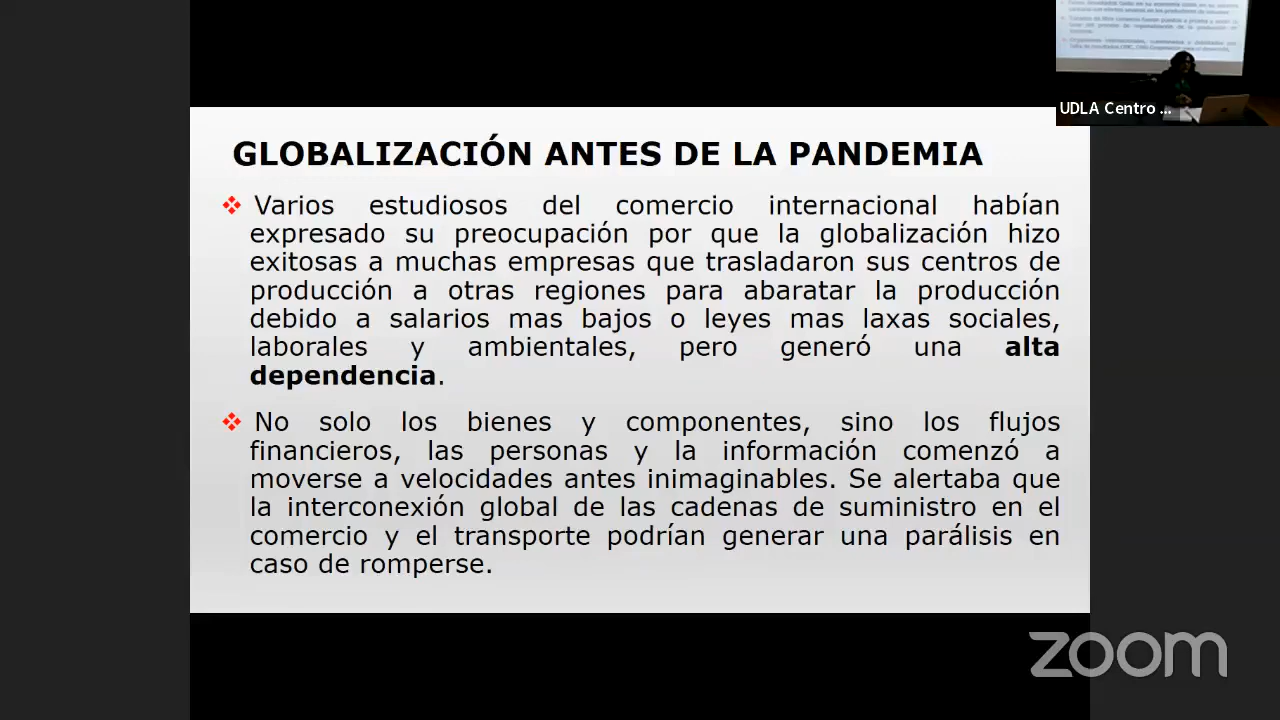 UDLA Centro ...
GLOBALIZACIÓN ANTES DE LA PANDEMIA
Varios estudiosos del comercio internacional habían
expresado su preocupación por que la globalización hizo
exitosas a muchas empresas que trasladaron sus centros de
producción a otras regiones para abaratar la producción
debido a salarios mas bajos o leyes mas laxas sociales,
laborales y ambientales, pero generó una alta
dependencia.
No solo los bienes y componentes, sino los flujos
financieros, las personas y la información comenzó a
moverse a velocidades antes inimaginables. Se alertaba que
la interconexión global de las cadenas de suministro en el
comercio y el transporte podrían generar una parálisis en
caso de romperse.
zoom